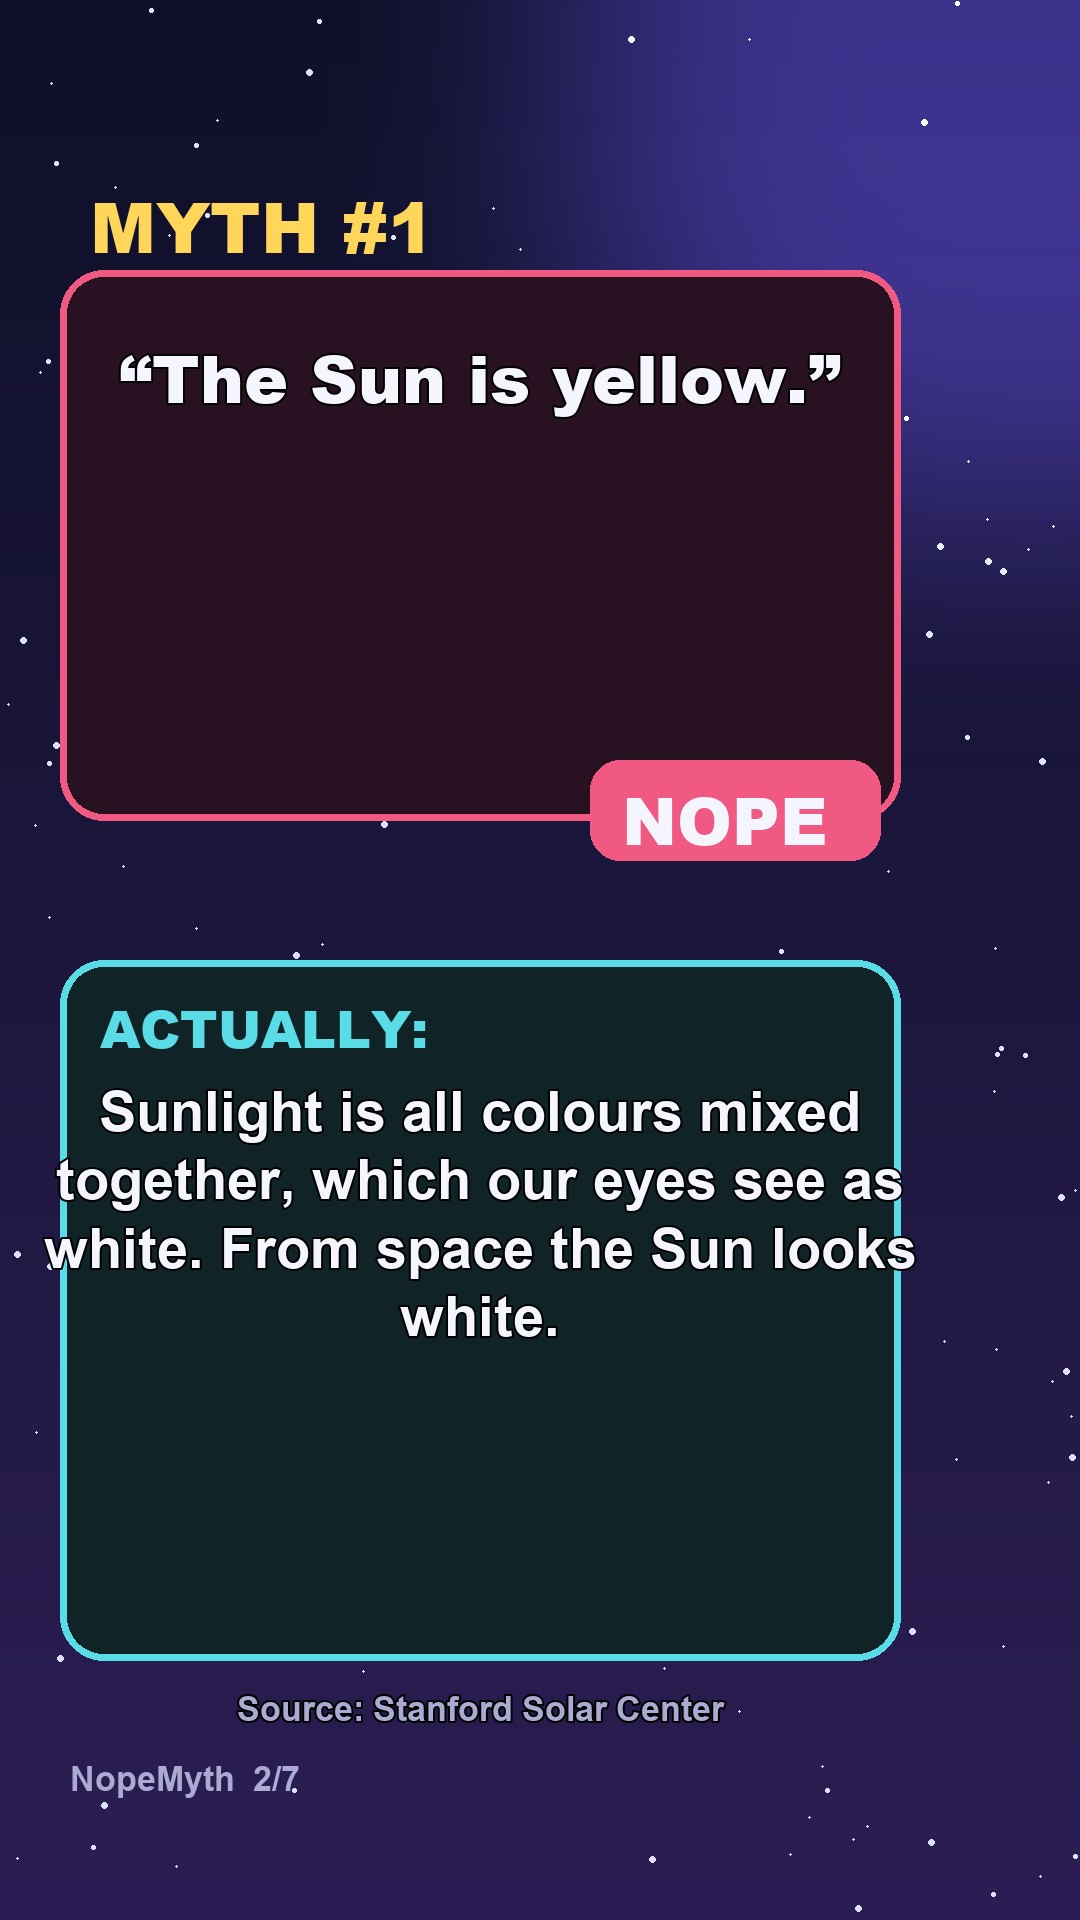 MYTH #1
“The Sun is yellow.”
NOPE
ACTUALLY:
Sunlight is all colours mixed
together, which our eyes see as
white. From space the Sun looks
white.
Source: Stanford Solar Center
NopeMyth 2/7